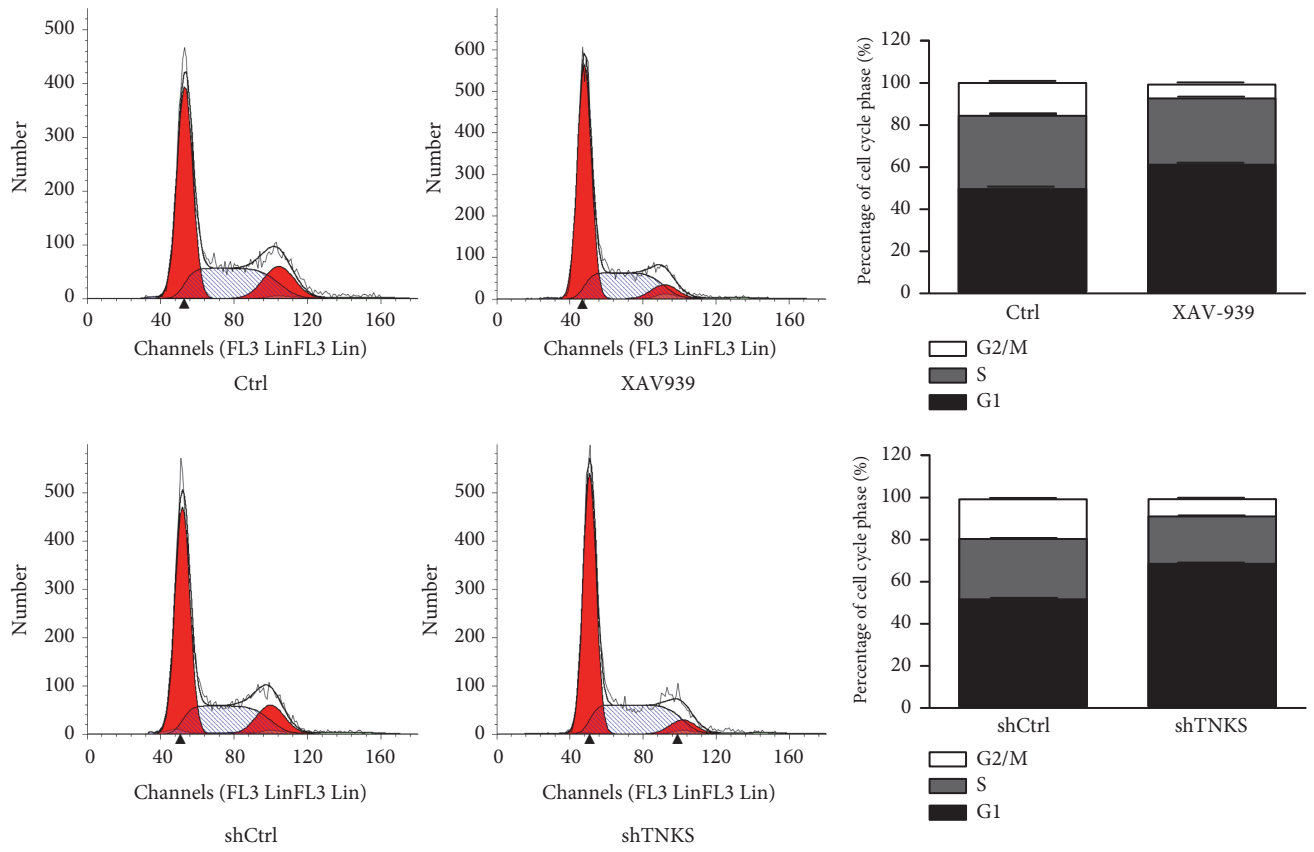 500
400
300
200
100
0
Number
0 40 80 120 160
Channels (FL3 LinFL3 Lin)
Ctrl
600
500
400
300
200
100
0
Number
0 40 80 120 160
Channels (FL3 LinFL3 Lin)
XAV939
120
100
80
60
40
20
0
Percentage of cell cycle phase (%)
Ctrl XAV-939
G2/M
S
G1
500
400
300
200
100
0
Number
0 40 80 120 160
Channels (FL3 LinFL3 Lin)
shCtrl
500
400
300
200
100
0
Number
0 40 80 120 160
Channels (FL3 LinFL3 Lin)
shTNKS
120
100
80
60
40
20
0
Percentage of cell cycle phase (%)
shCtrl shTNKS
G2/M
S
G1